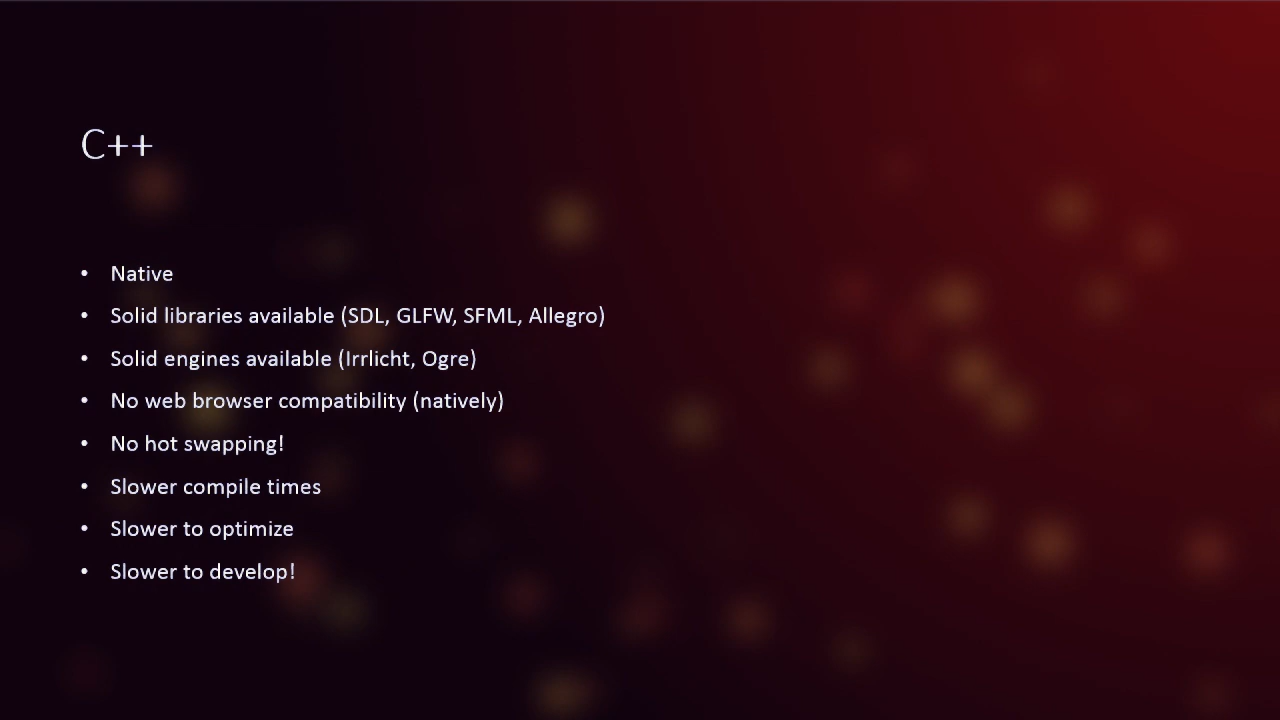 C++
• Native
• Solid libraries available (SDL, GLFW, SFML, Allegro)
• Solid engines available (Irrlicht, Ogre)
• No web browser compatibility (natively)
• No hot swapping!
• Slower compile times
• Slower to optimize
• Slower to develop!